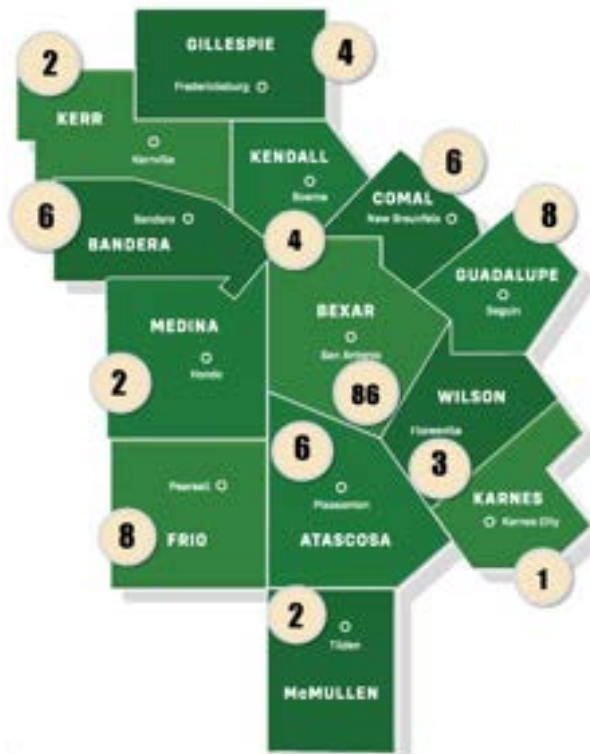 GILLESPIE
4
2
Fredericksburg
KERR
Kerrville
KENDALL
6
Boerne
COMAL
6
Bandera
New Braunfels
8
BANDERA
4
GUADALUPE
BEXAR
Seguin
MEDINA
San Antonio
Hondo
2
86
WILSON
Floresville
6
3
Pearsall
KARNES
Pleasanton
Karnes City
8
FRIO
ATASCOSA
1
2
Tilden
McMULLEN